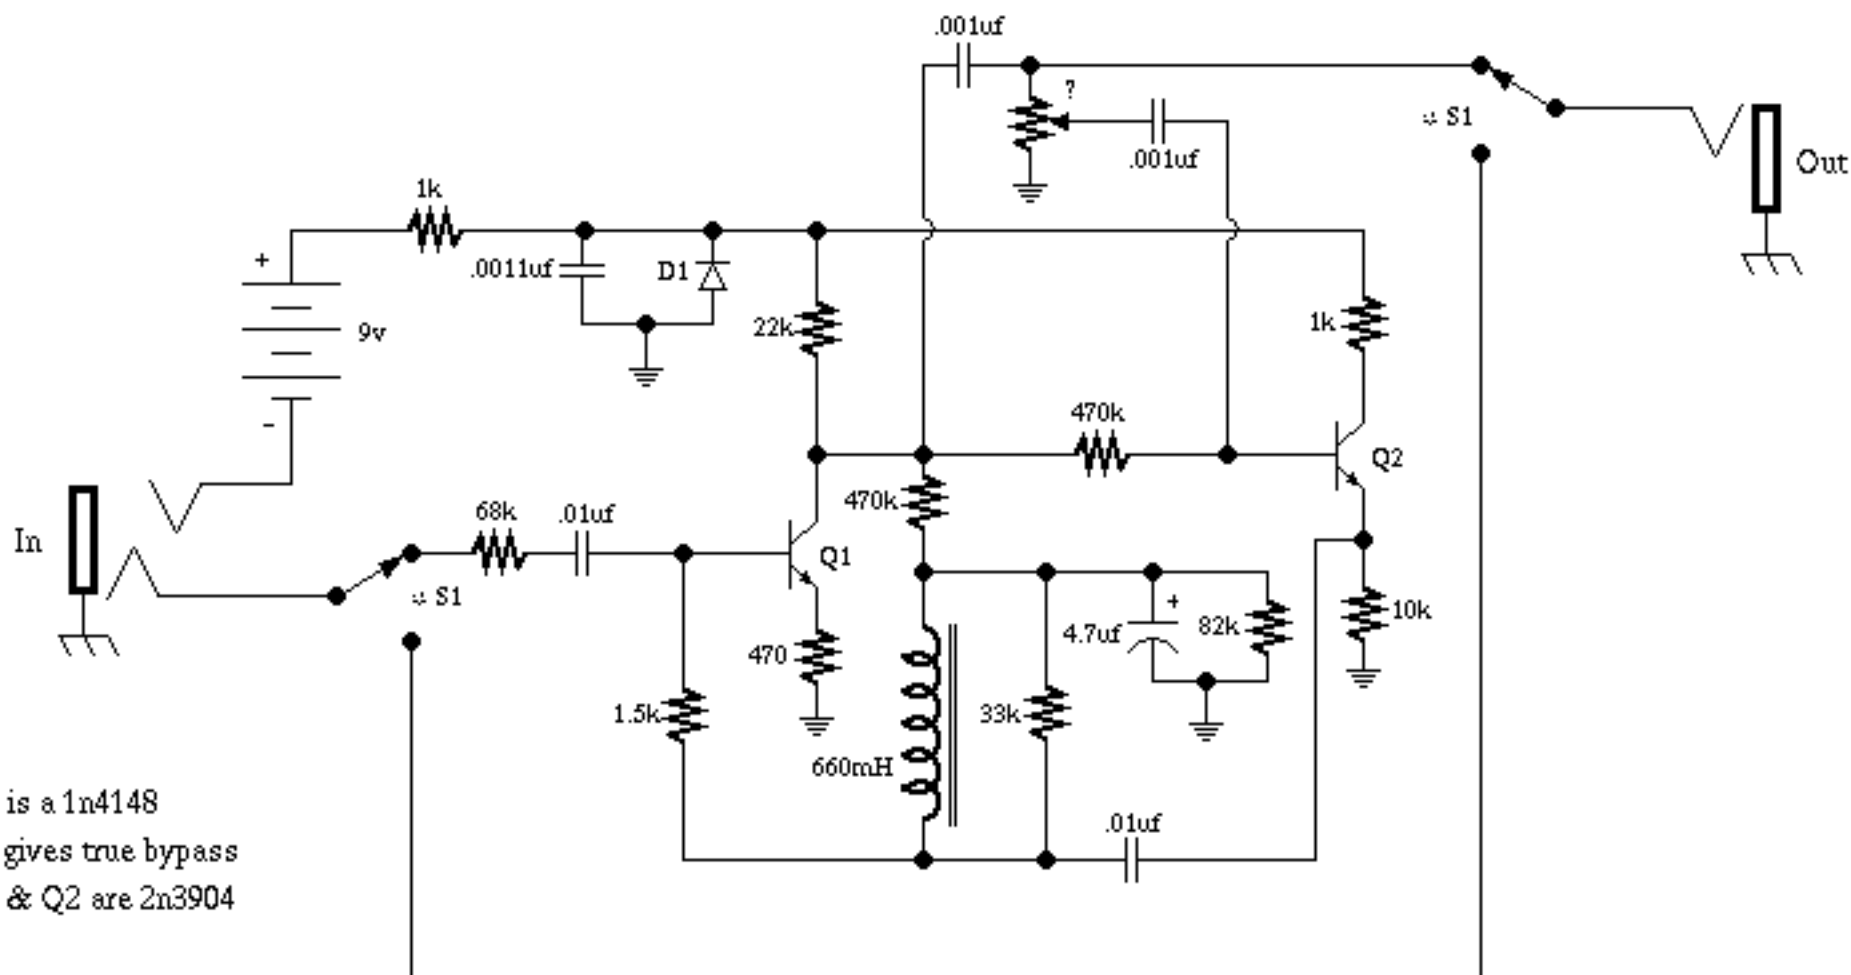 .001uf
?
.001uf
S1
Out
1k
+
.0011uf
D1
9v
22k
1k
-
470k
Q2
470k
In
68k
.01uf
Q1
S1
470
+
4.7uf
82k
10k
1.5k
33k
660mH
.01uf
is a 1n4148
gives true bypass
& Q2 are 2n3904